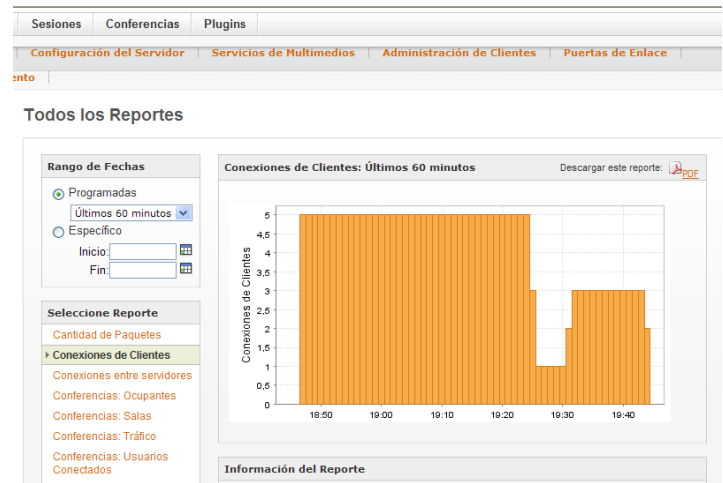 Sesiones Conferencias Plugins
Configuración del Servidor Servicios de Multimedios Administración de Clientes Puertas de Enlace
ento
Todos los Reportes
Rango de Fechas
Programadas
Últimos 60 minutos
Específico
Inicio:
Fin:
Seleccione Reporte
Cantidad de Paquetes
Conexiones de Clientes
Conexiones entre servidores
Conferencias: Ocupantes
Conferencias: Salas
Conferencias: Tráfico
Conferencias: Usuarios
Conectados
Conexiones de Clientes: Últimos 60 minutos Descargar este reporte: PDF
Conexiones de Clientes
5
4,5
4
3,5
3
2,5
2
1,5
1
0,5
0
18:50 19:00 19:10 19:20 19:30 19:40
Información del Reporte